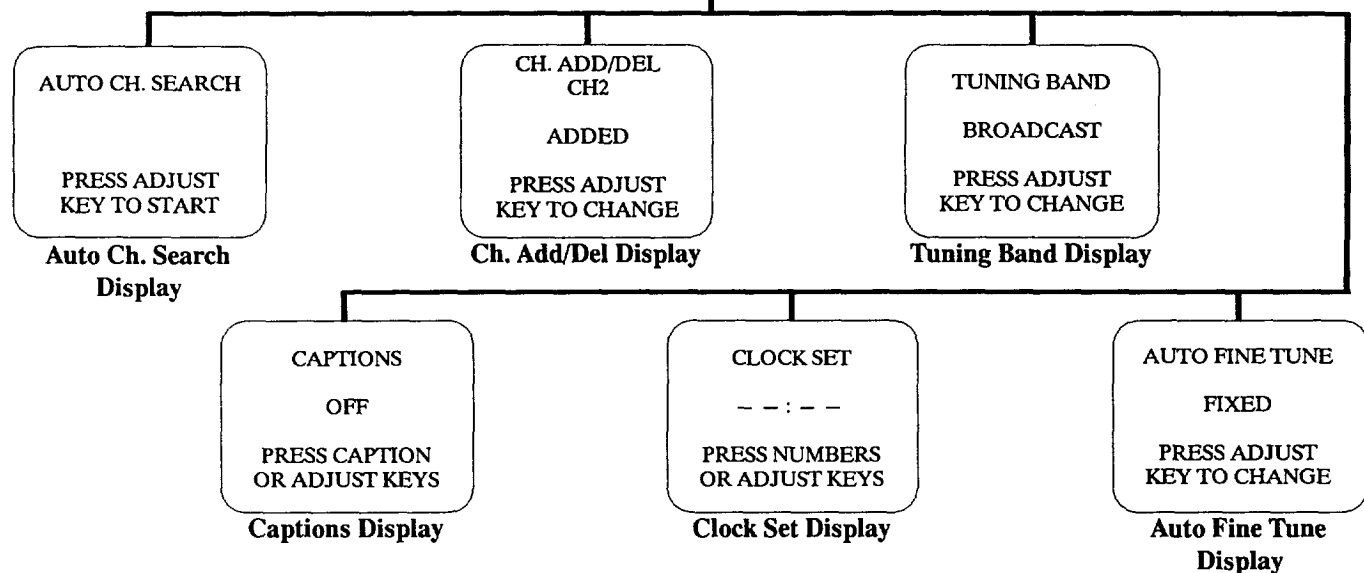 AUTO CH. SEARCH
PRESS ADJUST
KEY TO START
Auto Ch. Search
Display
CH. ADD/DEL
CH2
ADDED
PRESS ADJUST
KEY TO CHANGE
Ch. Add/Del Display
TUNING BAND
BROADCAST
PRESS ADJUST
KEY TO CHANGE
Tuning Band Display
CAPTIONS
OFF
PRESS CAPTION
OR ADJUST KEYS
Captions Display
CLOCK SET
– – : – –
PRESS NUMBERS
OR ADJUST KEYS
Clock Set Display
AUTO FINE TUNE
FIXED
PRESS ADJUST
KEY TO CHANGE
Auto Fine Tune
Display